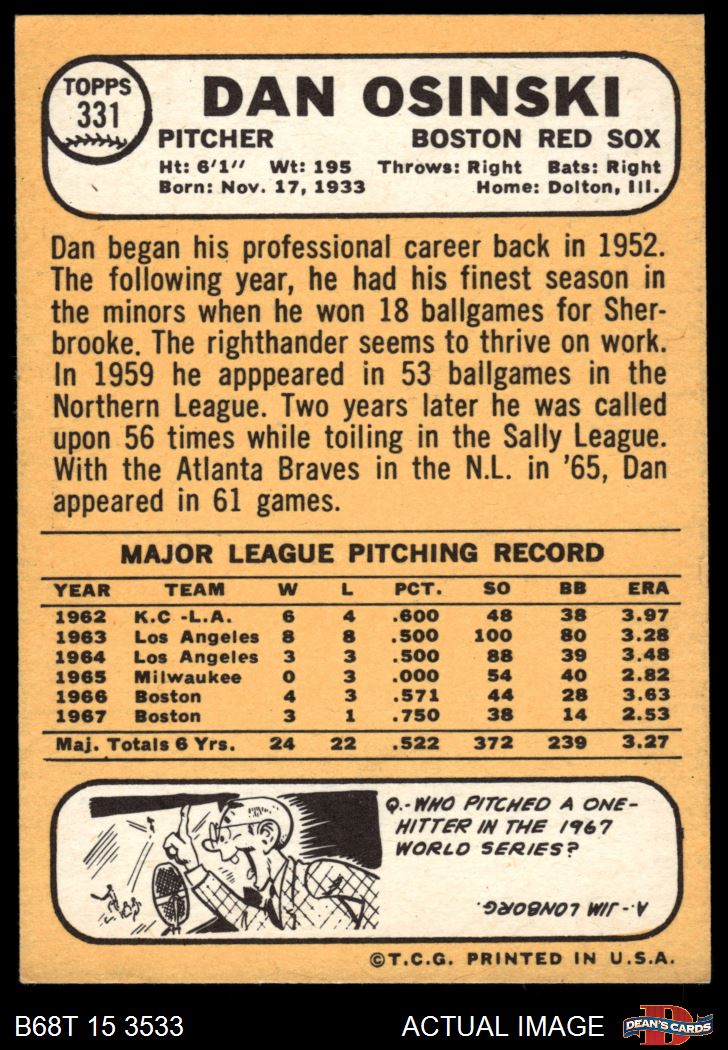 TOPPS
331
DAN OSINSKI
PITCHER BOSTON RED SOX
Ht: 6'1" Wt: 195 Throws: Right Bats: Right
Born: Nov. 17, 1933 Home: Dolton, Ill.
Dan began his professional career back in 1952.
The following year, he had his finest season in
the minors when he won 18 ballgames for Sher-
brooke. The righthander seems to thrive on work.
In 1959 he apppeared in 53 ballgames in the
Northern League. Two years later he was called
upon 56 times while toiling in the Sally League.
With the Atlanta Braves in the N.L. in '65, Dan
appeared in 61 games.
MAJOR LEAGUE PITCHING RECORD
YEAR TEAM W L PCT. SO BB ERA
1962 K.C -L.A. 6 4 .600 48 38 3.97
1963 Los Angeles 8 8 .500 100 80 3.28
1964 Los Angeles 3 3 .500 88 39 3.48
1965 Milwaukee 0 3 .000 54 40 2.82
1966 Boston 4 3 .571 44 28 3.63
1967 Boston 3 1 .750 38 14 2.53
Maj. Totals 6 Yrs. 24 22 .522 372 239 3.27
Q.-WHO PITCHED A ONE-
HITTER IN THE 1967
WORLD SERIES?
A.- JIM LONBORG.
©T.C.G. PRINTED IN U.S.A.
B68T 15 3533 ACTUAL IMAGE
D
DEAN'S CARDS